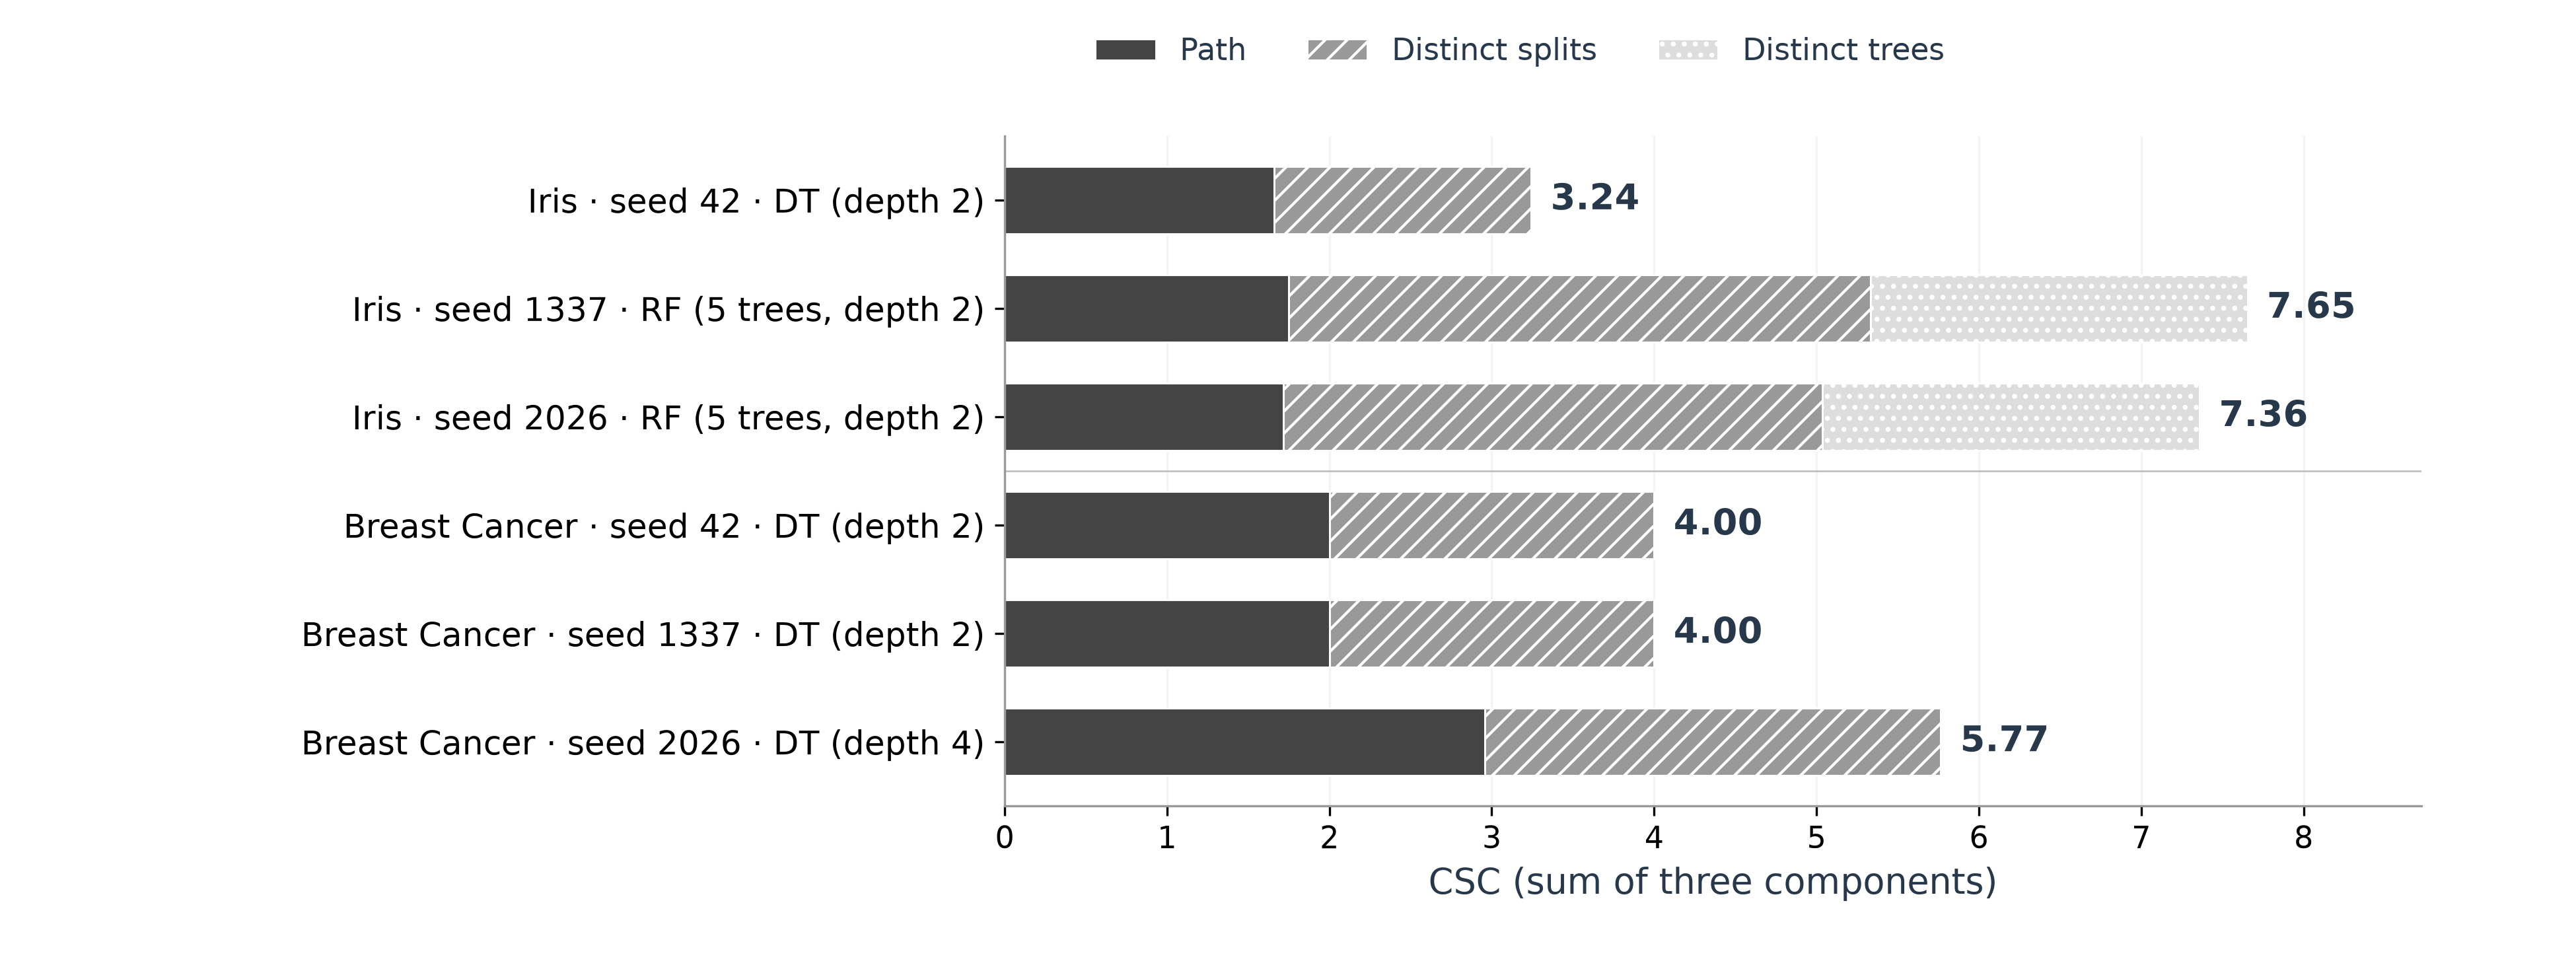 Path Distinct splits Distinct trees
Iris · seed 42 · DT (depth 2) 3.24
Iris · seed 1337 · RF (5 trees, depth 2) 7.65
Iris · seed 2026 · RF (5 trees, depth 2) 7.36
Breast Cancer · seed 42 · DT (depth 2) 4.00
Breast Cancer · seed 1337 · DT (depth 2) 4.00
Breast Cancer · seed 2026 · DT (depth 4) 5.77
0 1 2 3 4 5 6 7 8
CSC (sum of three components)